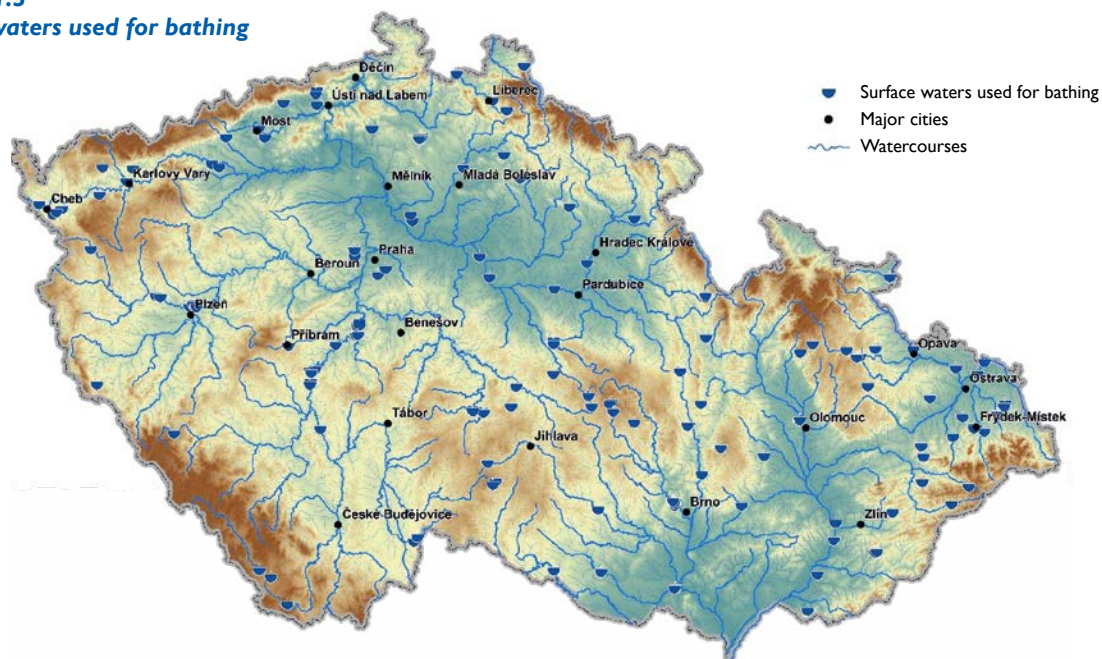 waters used for bathing
Surface waters used for bathing
Major cities
Watercourses
Děčín
Ústí nad Labem
Liberec
Most
Karlovy Vary
Mělník
Mladá Boleslav
Cheb
Hradec Králové
Praha
Beroun
Pardubice
Plzeň
Příbram
Benešov
Opava
Ostrava
Tábor
Olomouc
Frýdek-Místek
Jihlava
Brno
Zlín
České Budějovice